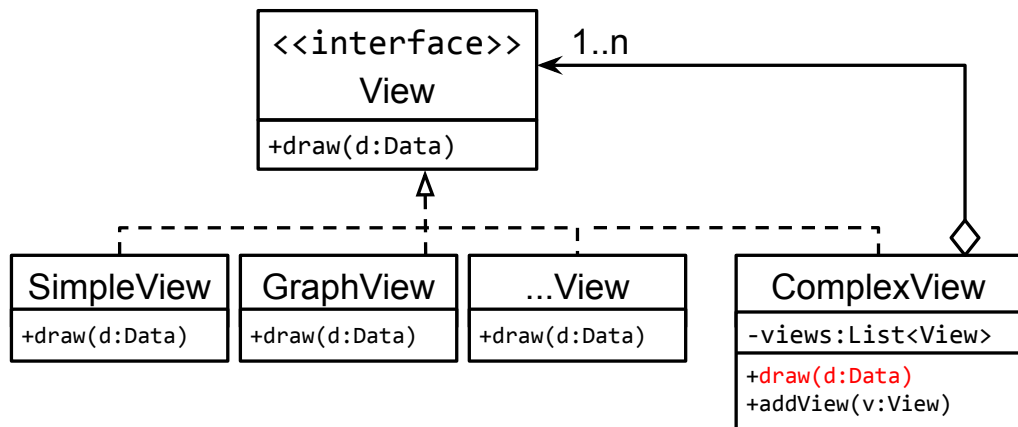 <<interface>>
View
+draw(d:Data)
1..n
SimpleView
+draw(d:Data)
GraphView
+draw(d:Data)
...View
+draw(d:Data)
ComplexView
-views:List<View>
+draw(d:Data)
+addView(v:View)